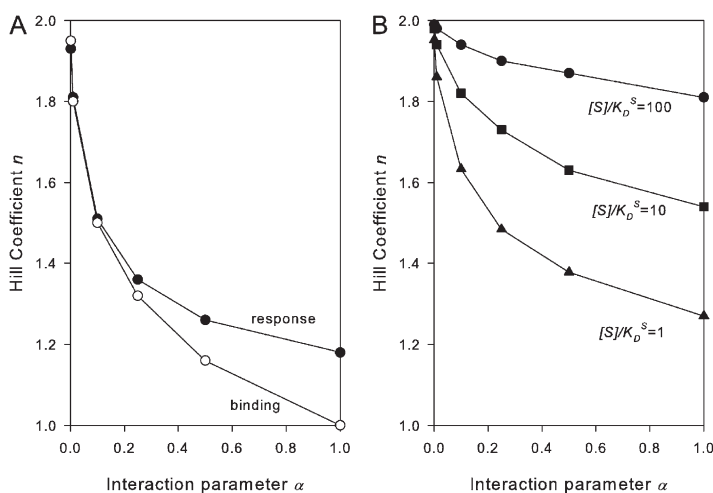 A
B
2.0
1.8
1.6
1.4
1.2
1.0
Hill Coefficient n
response
binding
0.0 0.2 0.4 0.6 0.8 1.0
Interaction parameter α
2.0
1.8
1.6
1.4
1.2
1.0
Hill Coefficient n
[S]/K_D^S=100
[S]/K_D^S=10
[S]/K_D^S=1
0.0 0.2 0.4 0.6 0.8 1.0
Interaction parameter α